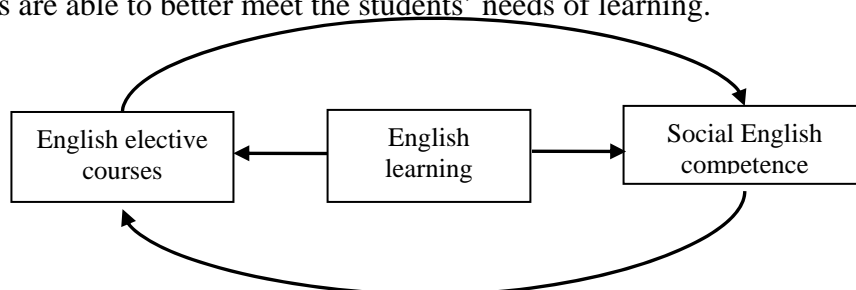 s are able to better meet the students’ needs of learning.
English elective
courses
English
learning
Social English
competence